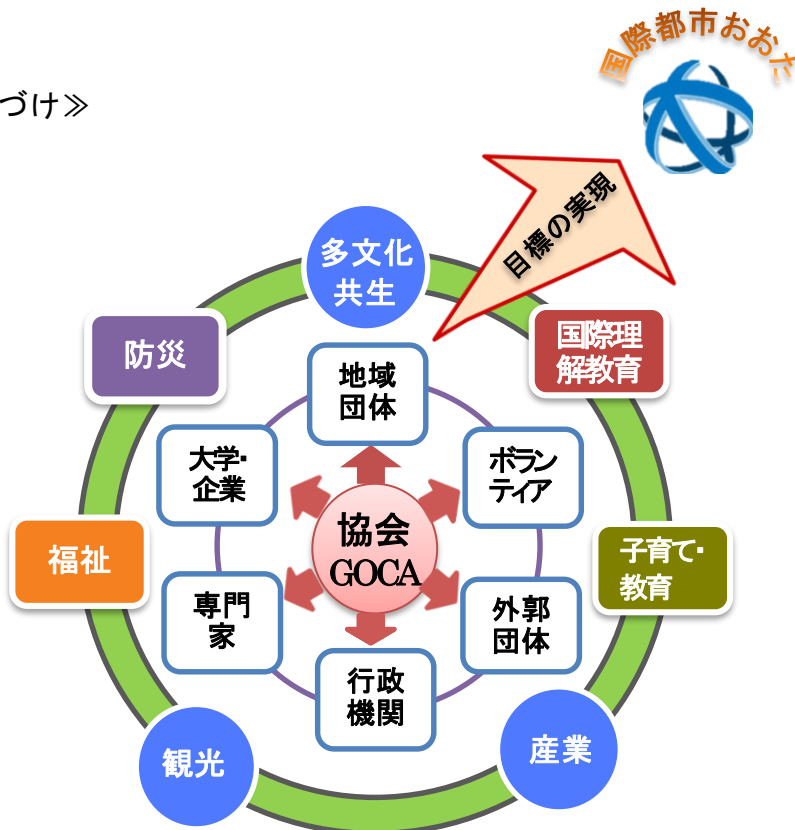 国際都市おおた
づけ≫
目標の実現
多文化
共生
防災
国際理
解教育
地域
団体
大学・
企業
ボラン
ティア
協会
GOCA
福祉
子育て・
教育
専門
家
外郭
団体
行政
機関
観光
産業